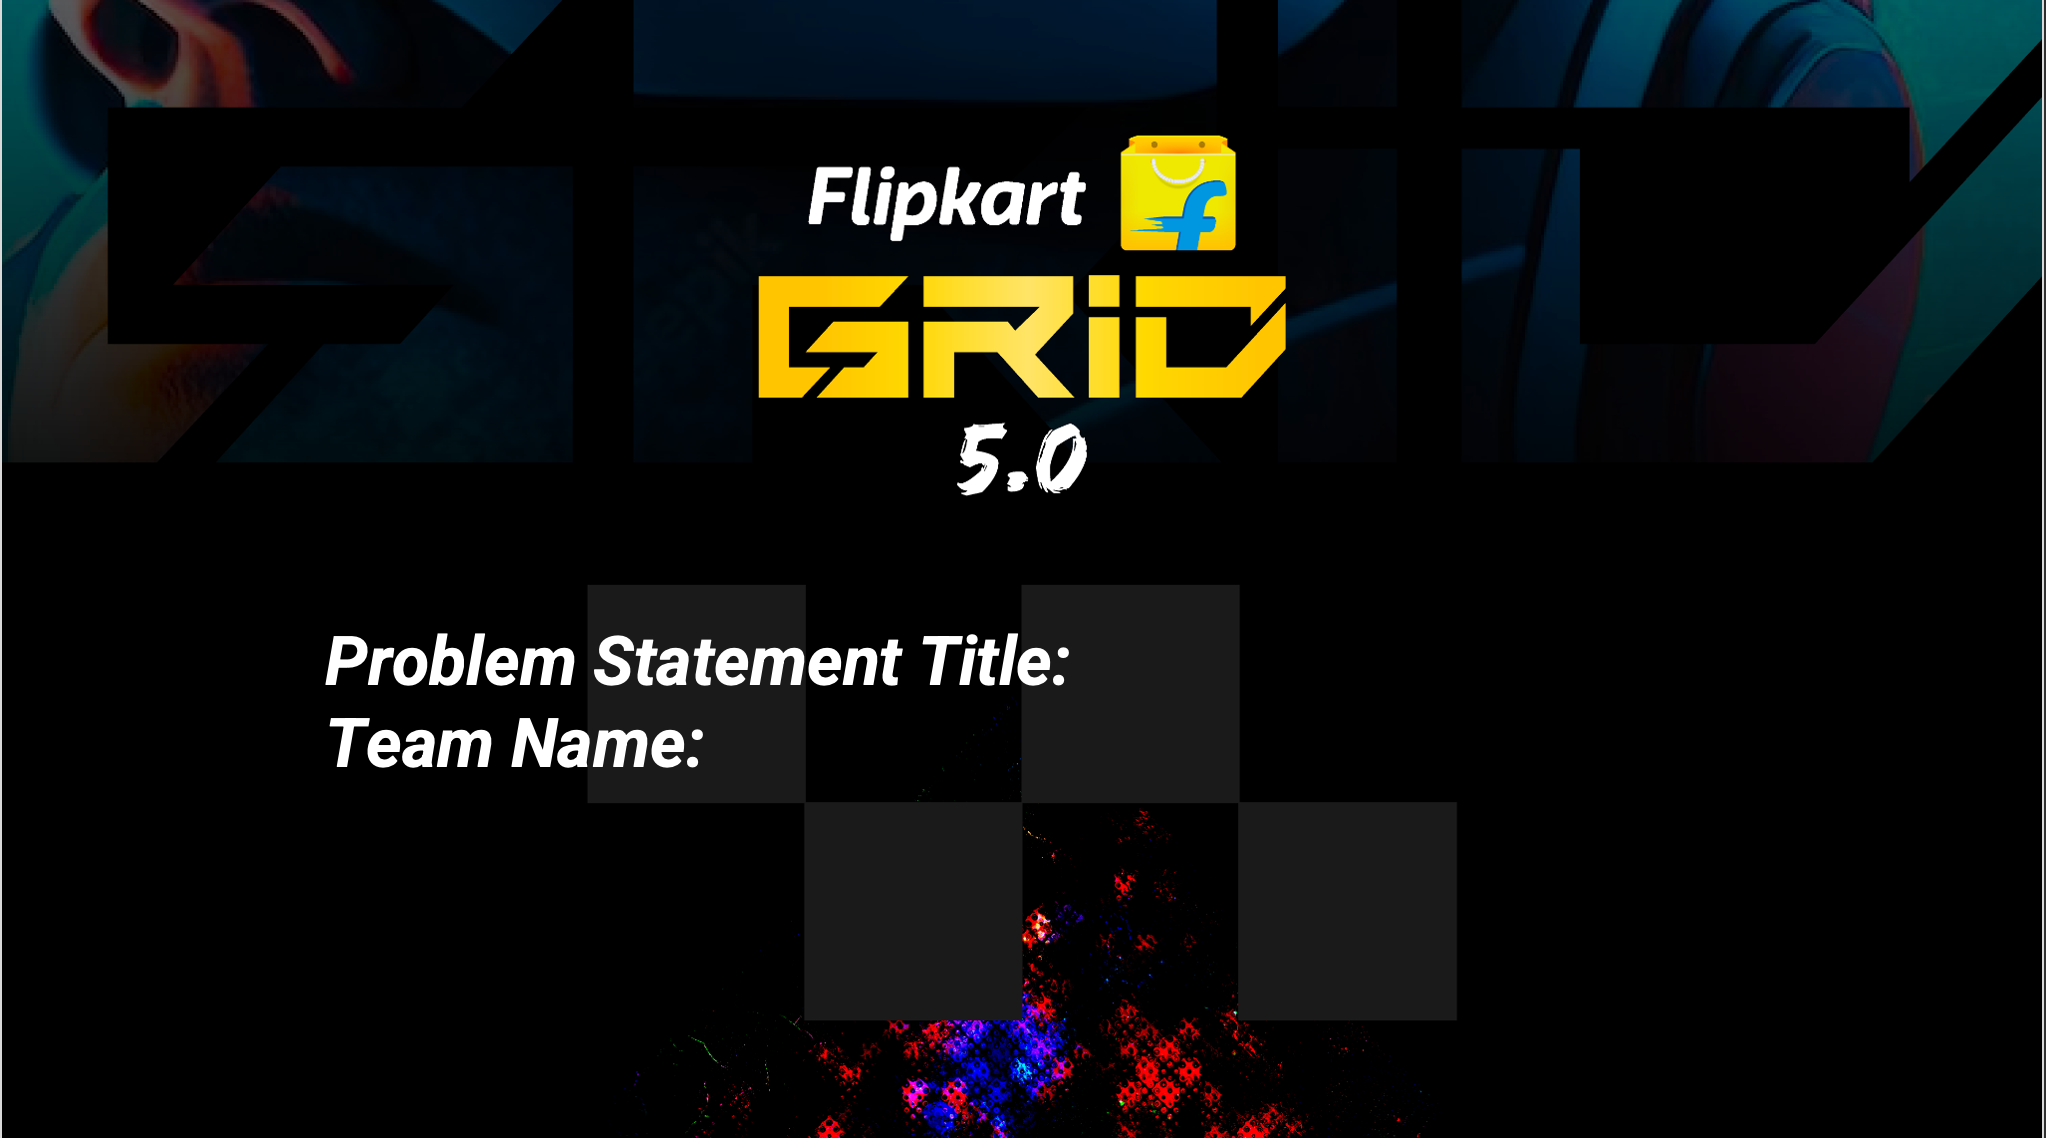 Flipkart
GRiD
5.0
Problem Statement Title:
Team Name: